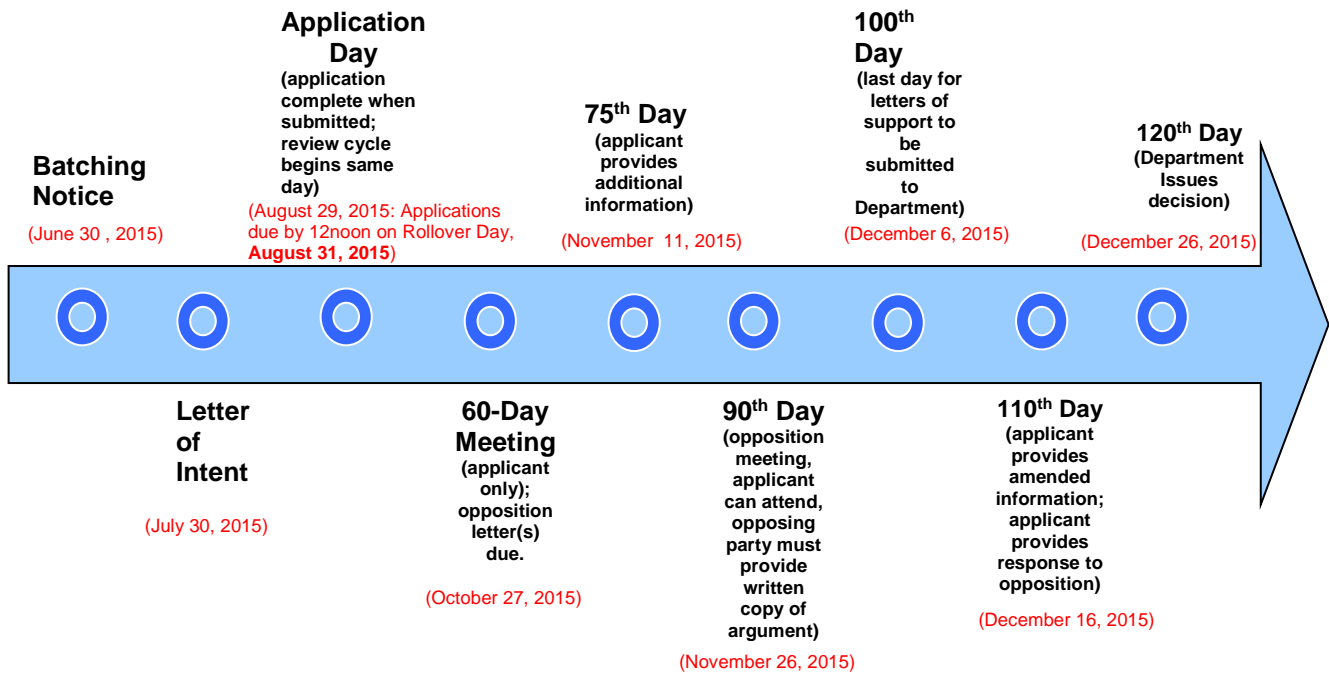 Batching
Notice
(June 30 , 2015)
Letter
of
Intent
(July 30, 2015)
Application
Day
(application
complete when
submitted;
review cycle
begins same
day)
(August 29, 2015: Applications
due by 12noon on Rollover Day,
August 31, 2015)
60-Day
Meeting
(applicant
only);
opposition
letter(s)
due.
(October 27, 2015)
75th Day
(applicant
provides
additional
information)
(November 11, 2015)
90th Day
(opposition
meeting,
applicant
can attend,
opposing
party must
provide
written
copy of
argument)
(November 26, 2015)
100th
Day
(last day for
letters of
support to
be
submitted
to
Department)
(December 6, 2015)
110th Day
(applicant
provides
amended
information;
applicant
provides
response to
opposition)
(December 16, 2015)
120th Day
(Department
Issues
decision)
(December 26, 2015)